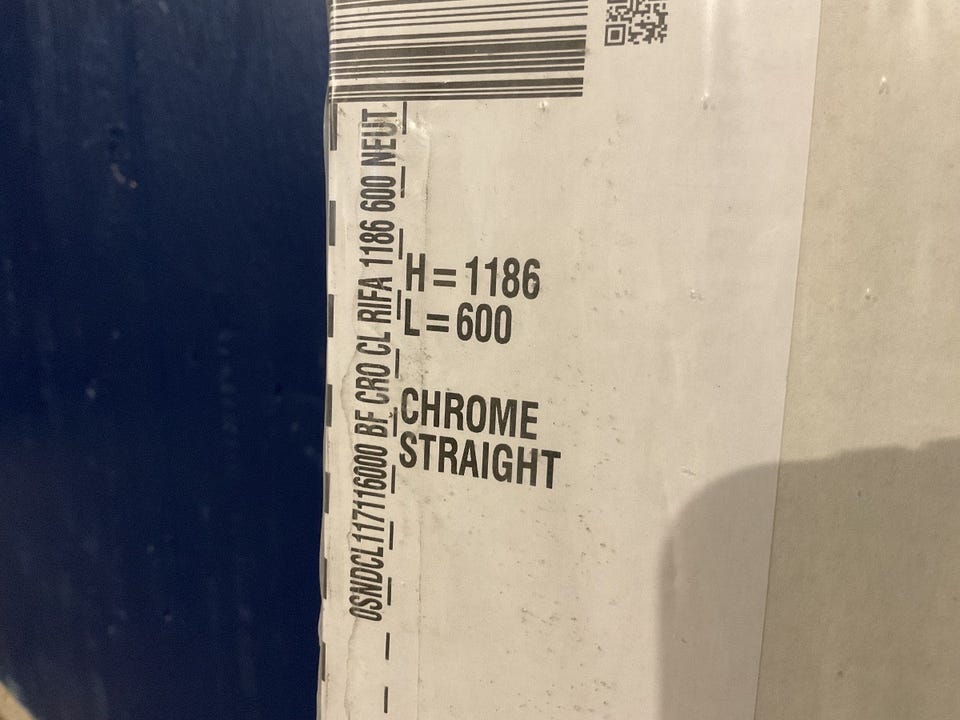 0SNDCL117116000 BF CRO CL RIFA 1186 600 NEUT
H = 1186
L = 600
CHROME
STRAIGHT